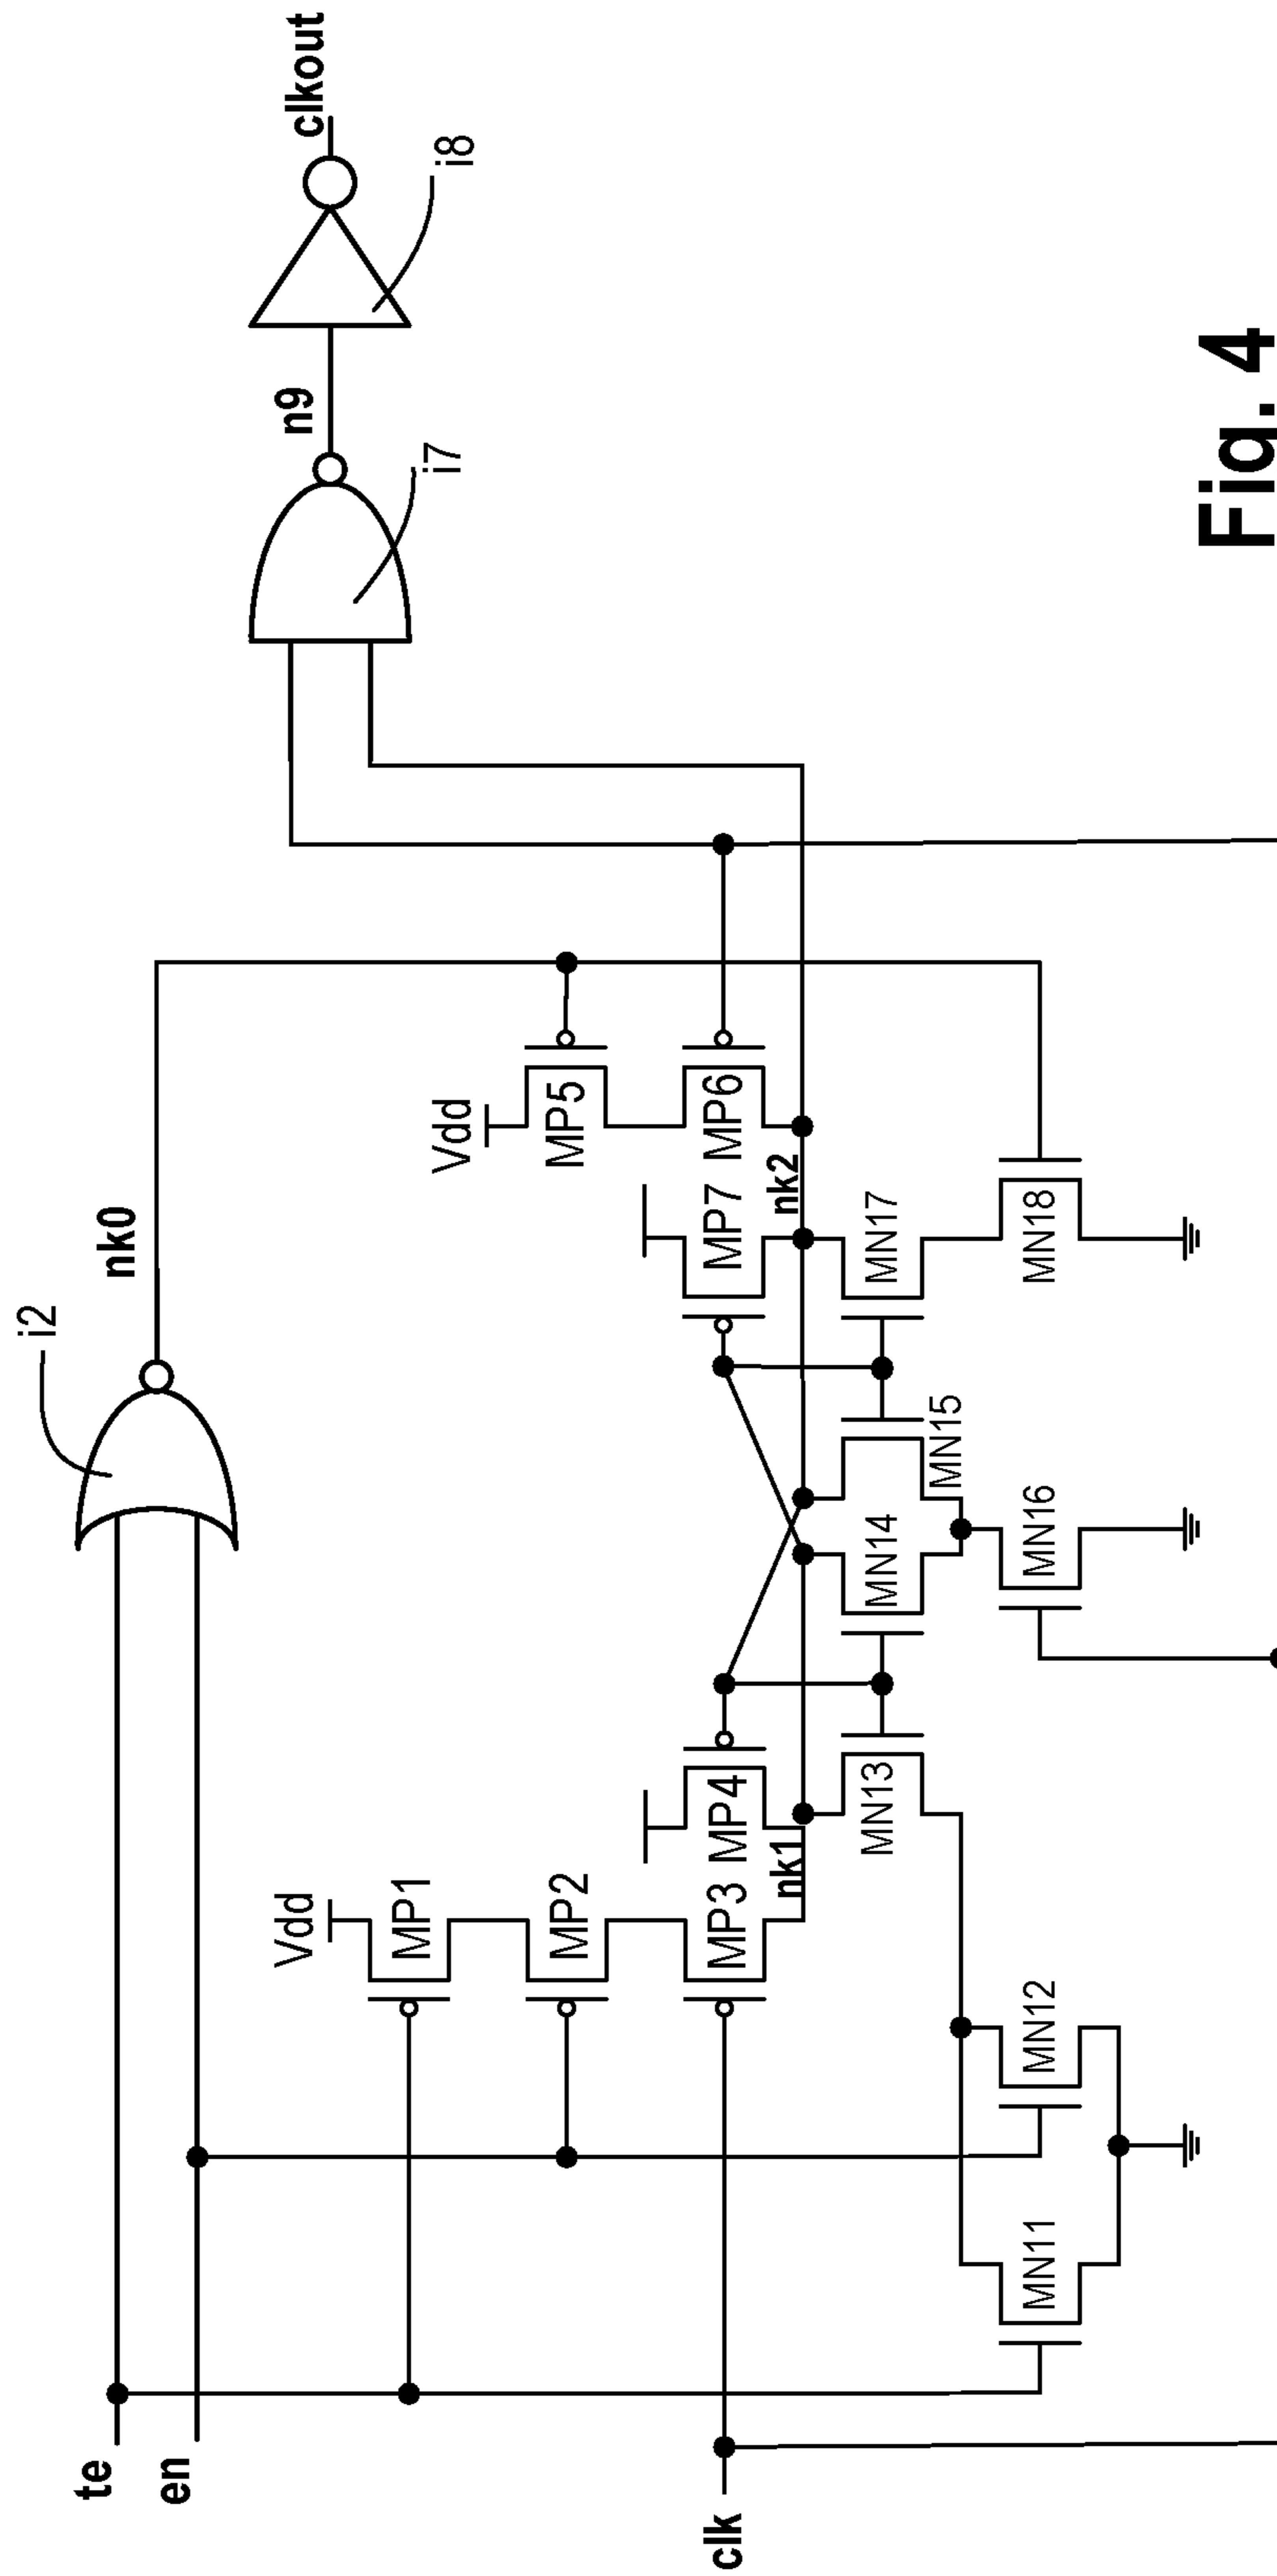 te
en
clk
i2
nk0
Vdd
MP1
MP2
MP3
MP4
nk1
MN11
MN12
MN13
MN14
MN15
MN16
Vdd
MP5
MP6
MP7
nk2
MN17
MN18
i7
n9
i8
clkout
Fig. 4